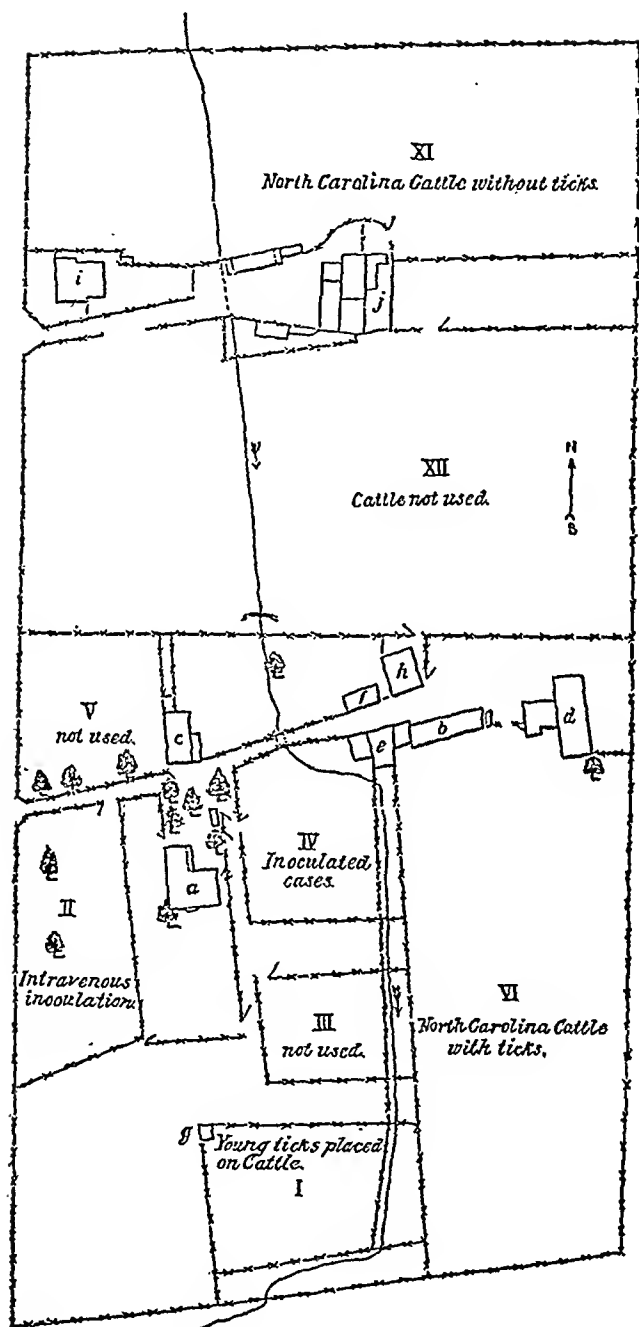 XI
North Carolina Cattle without ticks.
i
j
XII
Cattle not used.
N
S
V
not used.
c
f
h
e
b
d
a
IV
Inoculated
cases.
II
Intravenous
inoculation.
III
not used.
VI
North Carolina Cattle
with ticks.
g
Young ticks placed
on Cattle.
I